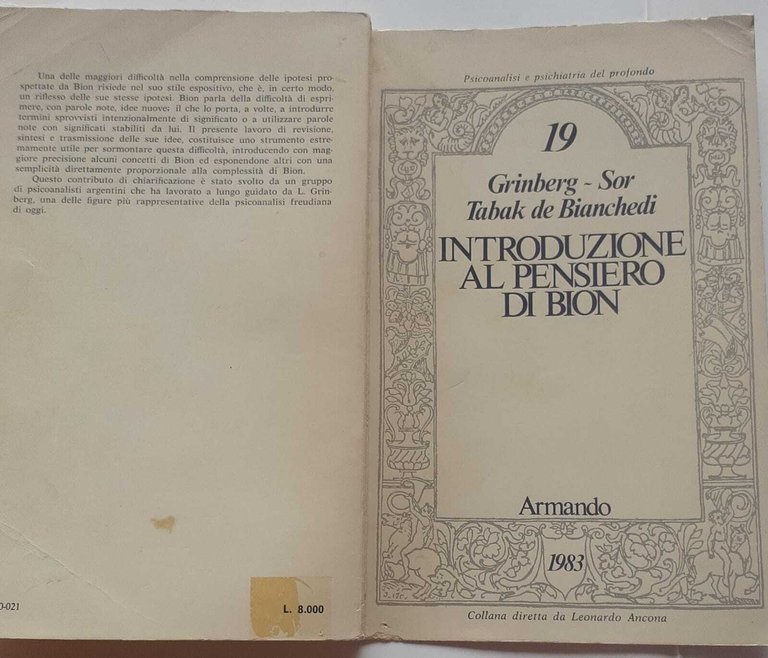 Una delle maggiori difficoltà nella comprensione delle ipotesi pro-
spettate da Bion risiede nel suo stile espositivo, che è, in certo modo,
un riflesso delle sue stesse ipotesi. Bion parla della difficoltà di espri-
mere, con parole note, idee nuove: il che lo porta, a volte, a introdurre
termini sprovvisti intenzionalmente di significato o a utilizzare parole
note con significati stabiliti da lui. Il presente lavoro di revisione,
sintesi e trasmissione delle sue idee, costituisce uno strumento estre-
mamente utile per sormontare questa difficoltà, introducendo con mag-
giore precisione alcuni concetti di Bion ed esponendone altri con una
semplicità direttamente proporzionale alla complessità di Bion.
Questo contributo di chiarificazione è stato svolto da un gruppo
di psicoanalisti argentini che ha lavorato a lungo guidato da L. Grin-
berg, una delle figure più rappresentative della psicoanalisi freudiana
di oggi.
0-021
L. 8.000
Psicoanalisi e psichiatria del profondo
19
Grinberg - Sor
Tabak de Bianchedi
INTRODUZIONE
AL PENSIERO
DI BION
Armando
1983
Collana diretta da Leonardo Ancona